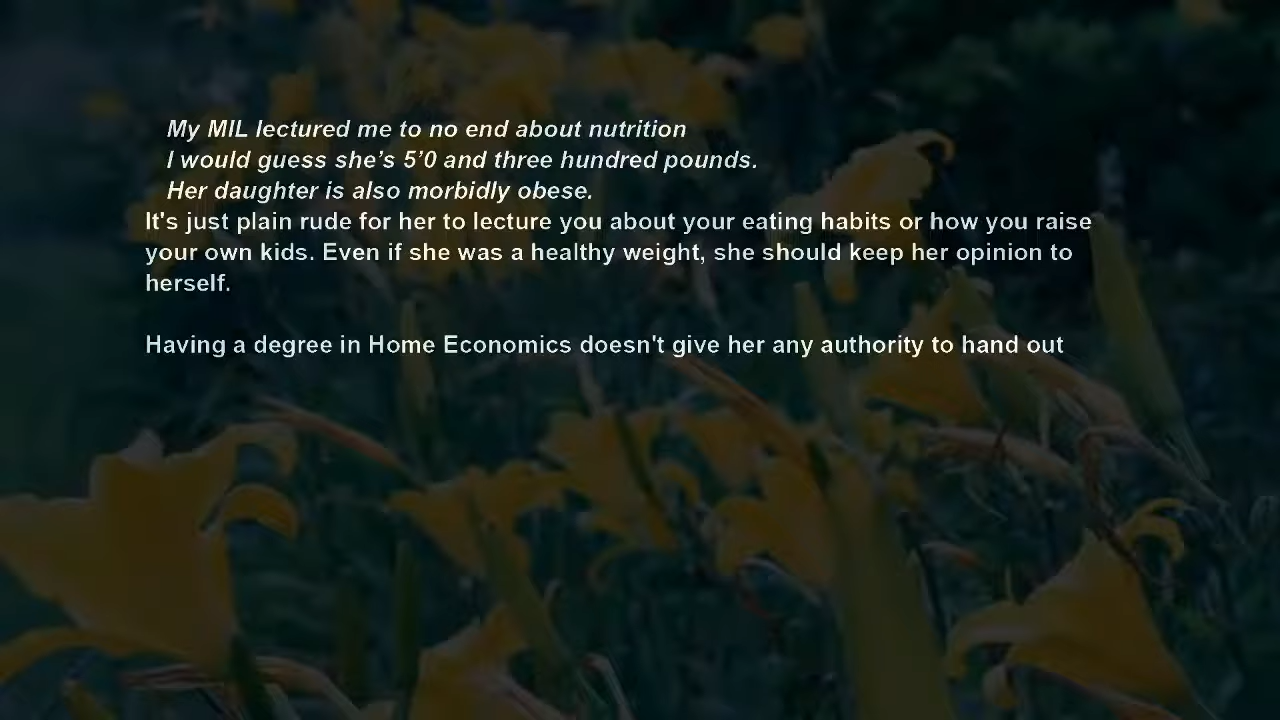 My MIL lectured me to no end about nutrition
I would guess she’s 5’0 and three hundred pounds.
Her daughter is also morbidly obese.
It's just plain rude for her to lecture you about your eating habits or how you raise
your own kids. Even if she was a healthy weight, she should keep her opinion to
herself.
Having a degree in Home Economics doesn't give her any authority to hand out